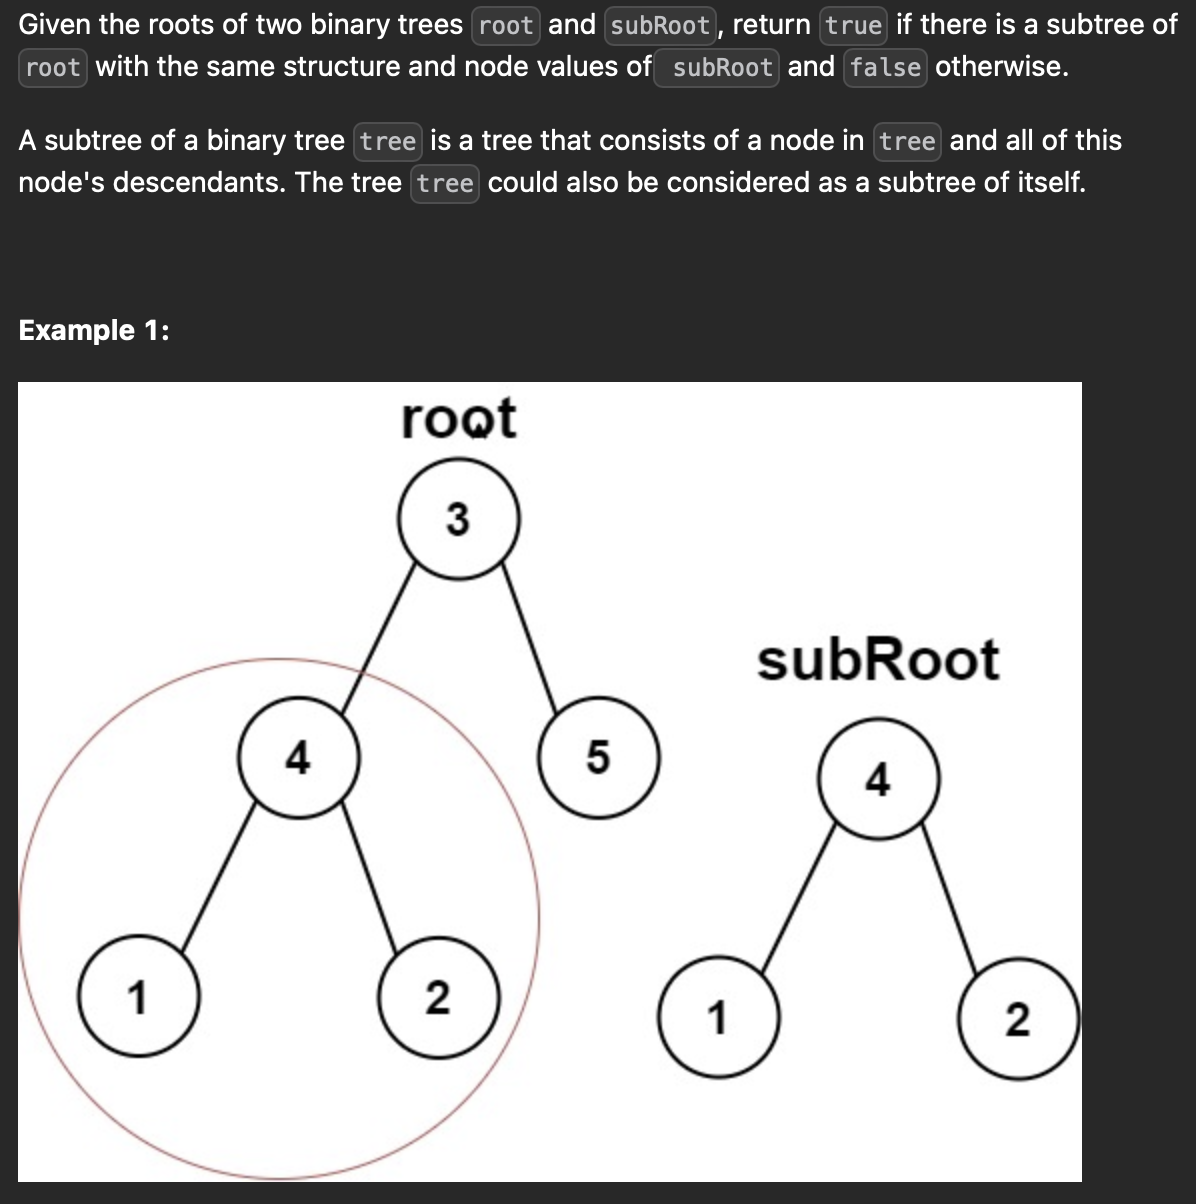 Given the roots of two binary trees root and subRoot, return true if there is a subtree of
root with the same structure and node values of subRoot and false otherwise.
A subtree of a binary tree tree is a tree that consists of a node in tree and all of this
node's descendants. The tree tree could also be considered as a subtree of itself.
Example 1:
root
3
subRoot
4
5
4
1
2
1
2